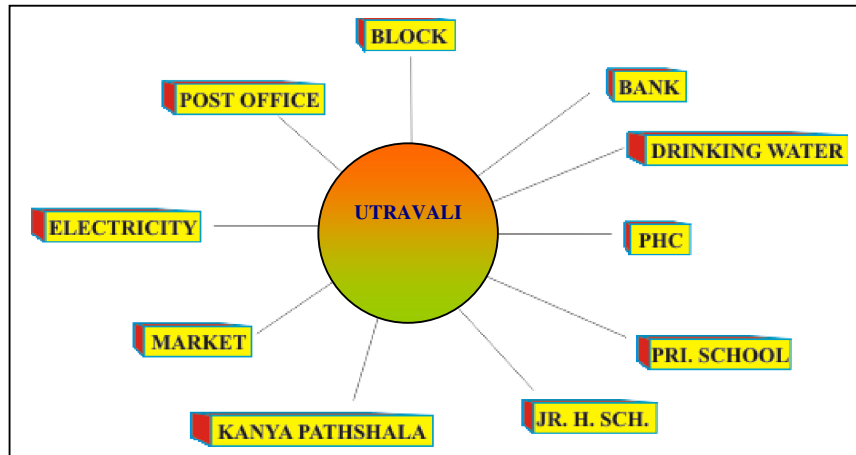 BLOCK
POST OFFICE
BANK
DRINKING WATER
UTRAVALI
ELECTRICITY
PHC
MARKET
PRI. SCHOOL
KANYA PATHSHALA
JR. H. SCH.